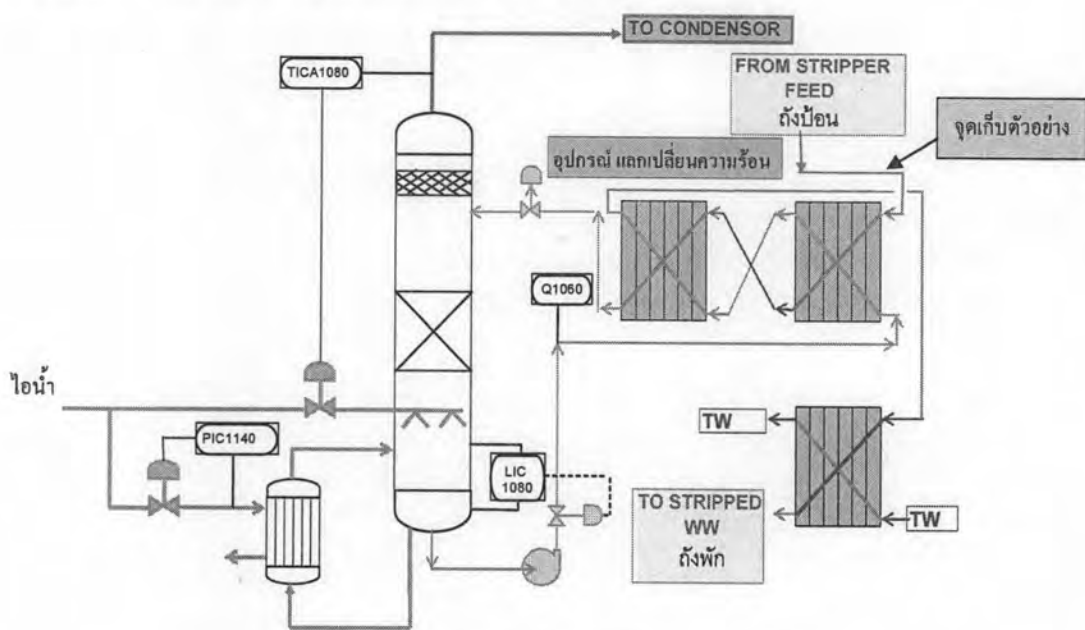 TO CONDENSOR
TICA1080
FROM STRIPPER
FEED
ถังป้อน
จุดเก็บตัวอย่าง
อุปกรณ์ แลกเปลี่ยนความร้อน
Q1060
ไอน้ำ
PIC1140
LIC
1080
TW
TO STRIPPED
WW
ถังพัก
TW